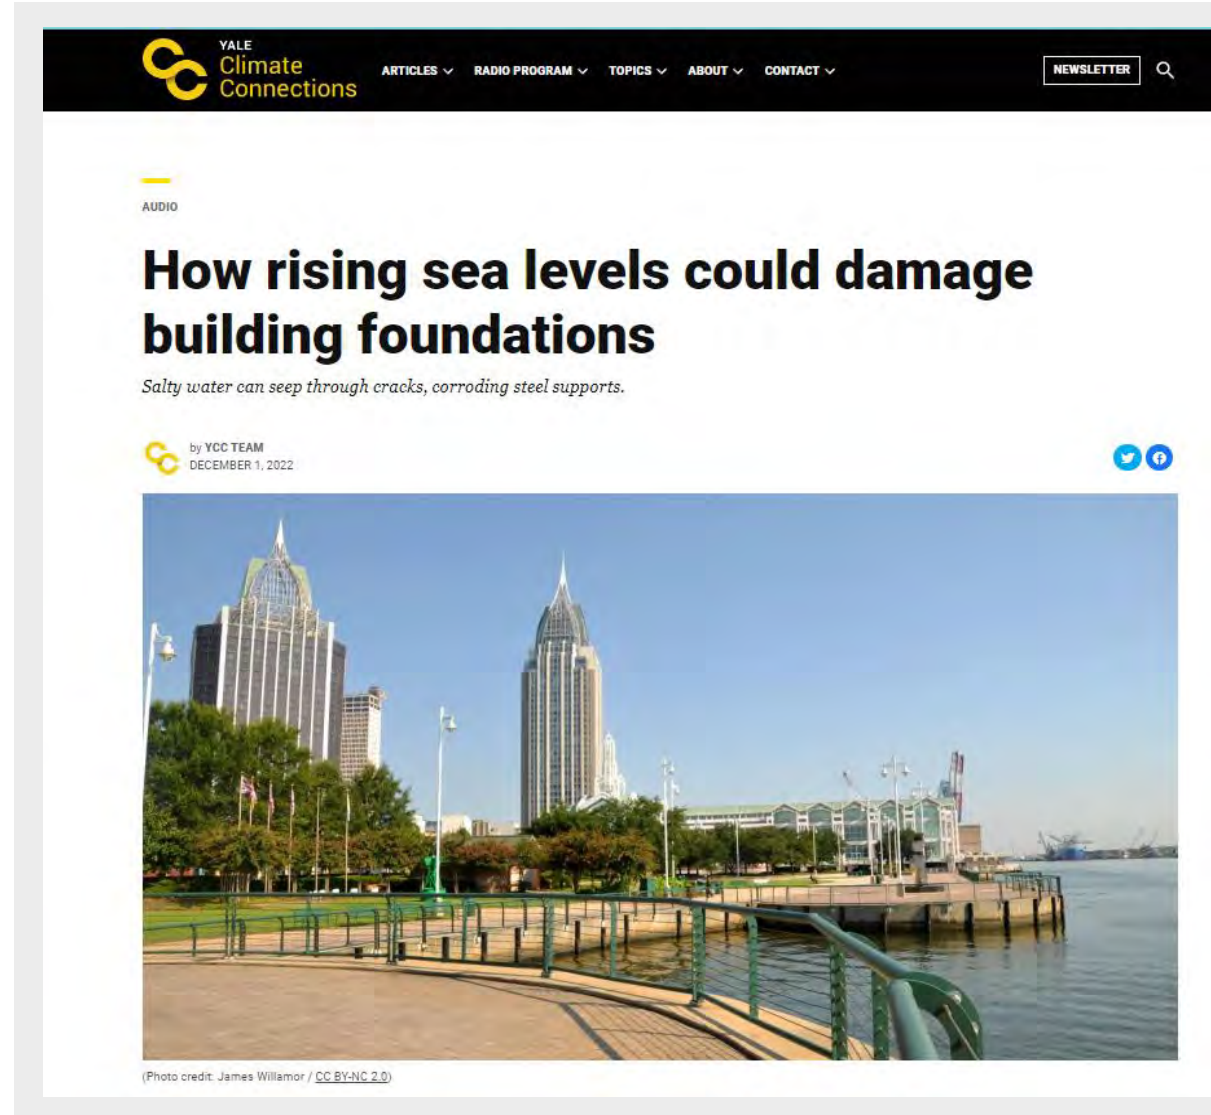 YALE
Climate
Connections
ARTICLES
RADIO PROGRAM
TOPICS
ABOUT
CONTACT
NEWSLETTER
AUDIO
How rising sea levels could damage
building foundations
Salty water can seep through cracks, corroding steel supports.
by YCC TEAM
DECEMBER 1, 2022
(Photo credit: James Willamor / CC BY-NC 2.0)